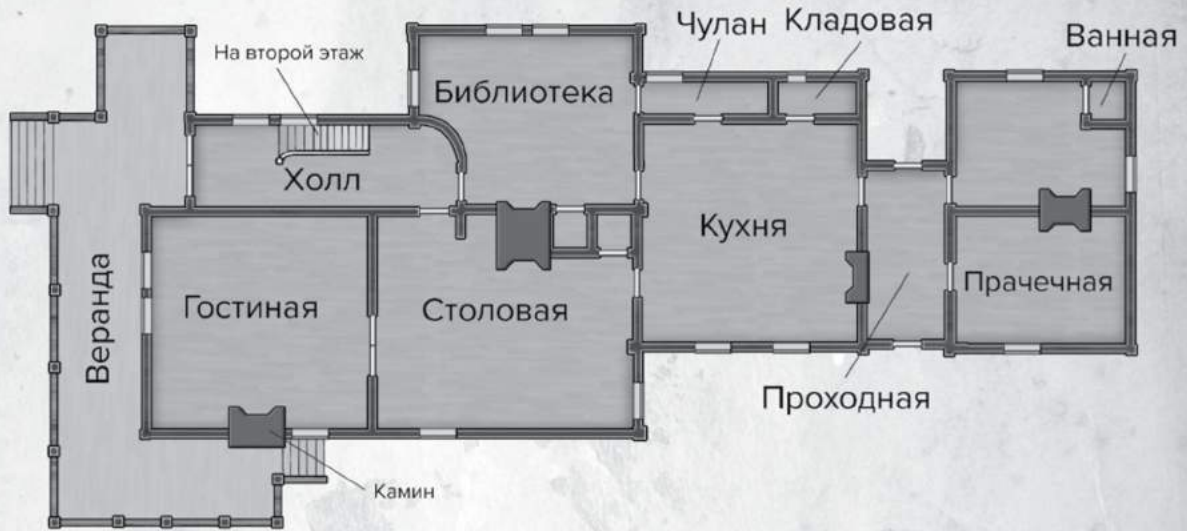 На второй этаж
Чулан
Кладовая
Ванная
Библиотека
Холл
Кухня
Веранда
Гостиная
Столовая
Прачечная
Проходная
Камин